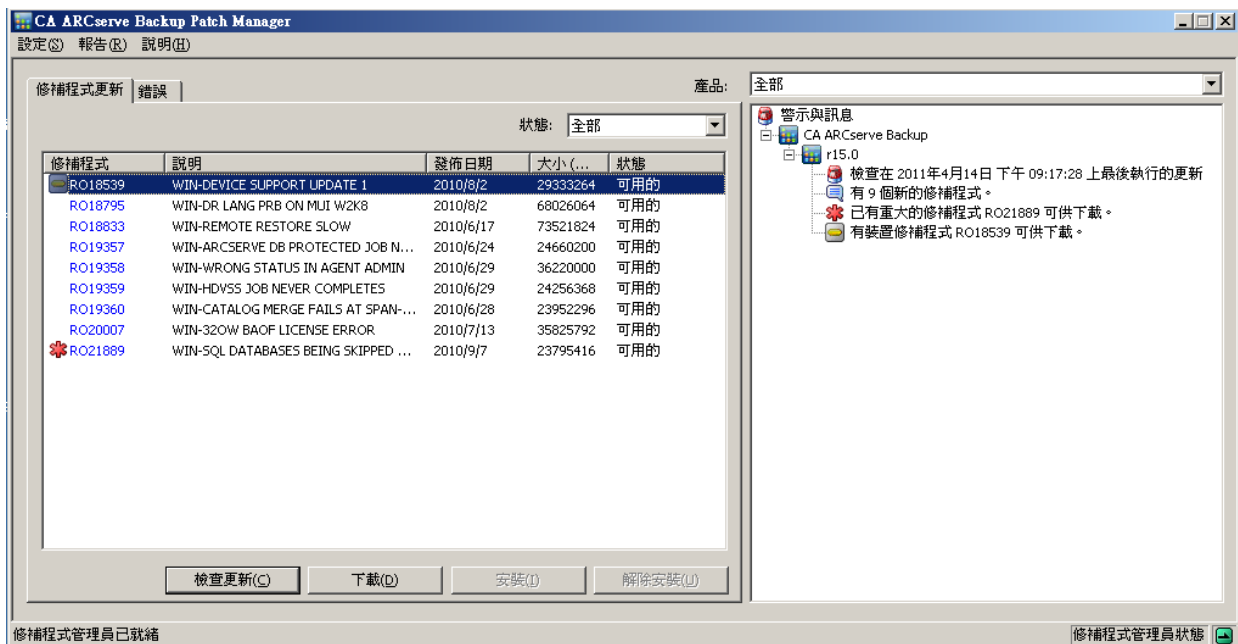 CA ARCserve Backup Patch Manager
設定(S) 報告(R) 說明(H)
修補程式更新 錯誤
產品: 全部
狀態: 全部
修補程式 說明 發佈日期 大小(... 狀態
RO18539 WIN-DEVICE SUPPORT UPDATE 1 2010/8/2 29333264 可用的
RO18795 WIN-DR LANG PRB ON MUI W2K8 2010/8/2 68026064 可用的
RO18833 WIN-REMOTE RESTORE SLOW 2010/6/17 73521824 可用的
RO19357 WIN-ARCSERVE DB PROTECTED JOB N... 2010/6/24 24660200 可用的
RO19358 WIN-WRONG STATUS IN AGENT ADMIN 2010/6/29 36220000 可用的
RO19359 WIN-HDVSS JOB NEVER COMPLETES 2010/6/29 24256368 可用的
RO19360 WIN-CATALOG MERGE FAILS AT SPAN-... 2010/6/28 23952296 可用的
RO20007 WIN-32OW BAOF LICENSE ERROR 2010/7/13 35825792 可用的
RO21889 WIN-SQL DATABASES BEING SKIPPED ... 2010/9/7 23795416 可用的
檢查更新(C) 下載(D) 安裝(I) 解除安裝(U)
警示與訊息
CA ARCserve Backup
r15.0
檢查在 2011年4月14日 下午 09:17:28 上最後執行的更新
有 9 個新的修補程式。
已有重大的修補程式 RO21889 可供下載。
有裝置修補程式 RO18539 可供下載。
修補程式管理員已就緒
修補程式管理員狀態